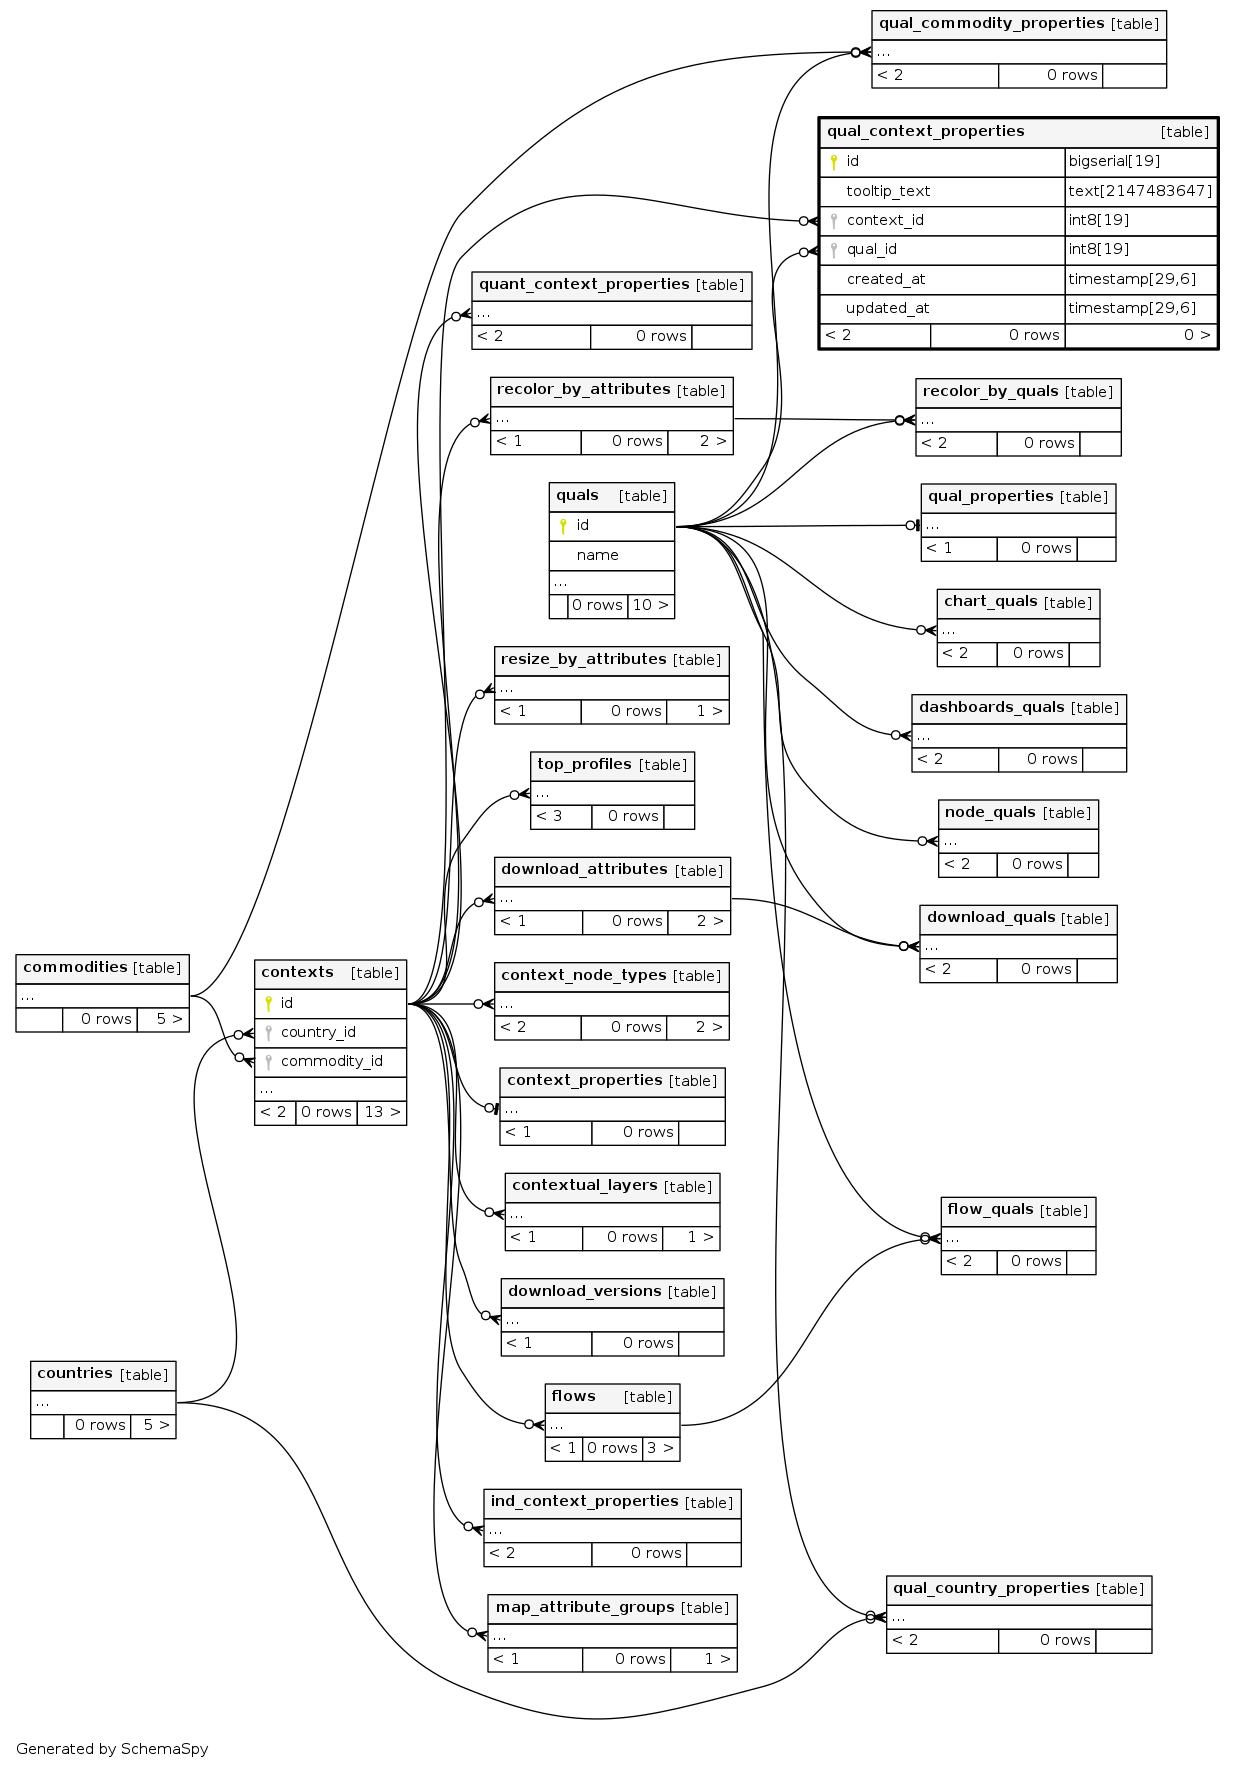 qual_commodity_properties [table]
...
< 2 0 rows
qual_context_properties [table]
id bigserial[19]
tooltip_text text[2147483647]
context_id int8[19]
qual_id int8[19]
created_at timestamp[29,6]
updated_at timestamp[29,6]
< 2 0 rows 0 >
quant_context_properties [table]
...
< 2 0 rows
recolor_by_attributes [table]
...
< 1 0 rows 2 >
recolor_by_quals [table]
...
< 2 0 rows
quals [table]
id
name
...
0 rows 10 >
qual_properties [table]
...
< 1 0 rows
chart_quals [table]
...
< 2 0 rows
resize_by_attributes [table]
...
< 1 0 rows 1 >
dashboards_quals [table]
...
< 2 0 rows
top_profiles [table]
...
< 3 0 rows
node_quals [table]
...
< 2 0 rows
download_attributes [table]
...
< 1 0 rows 2 >
download_quals [table]
...
< 2 0 rows
commodities [table]
...
0 rows 5 >
contexts [table]
id
country_id
commodity_id
...
< 2 0 rows 13 >
context_node_types [table]
...
< 2 0 rows 2 >
context_properties [table]
...
< 1 0 rows
contextual_layers [table]
...
< 1 0 rows 1 >
flow_quals [table]
...
< 2 0 rows
download_versions [table]
...
< 1 0 rows
countries [table]
...
0 rows 5 >
flows [table]
...
< 1 0 rows 3 >
ind_context_properties [table]
...
< 2 0 rows
qual_country_properties [table]
...
< 2 0 rows
map_attribute_groups [table]
...
< 1 0 rows 1 >
Generated by SchemaSpy